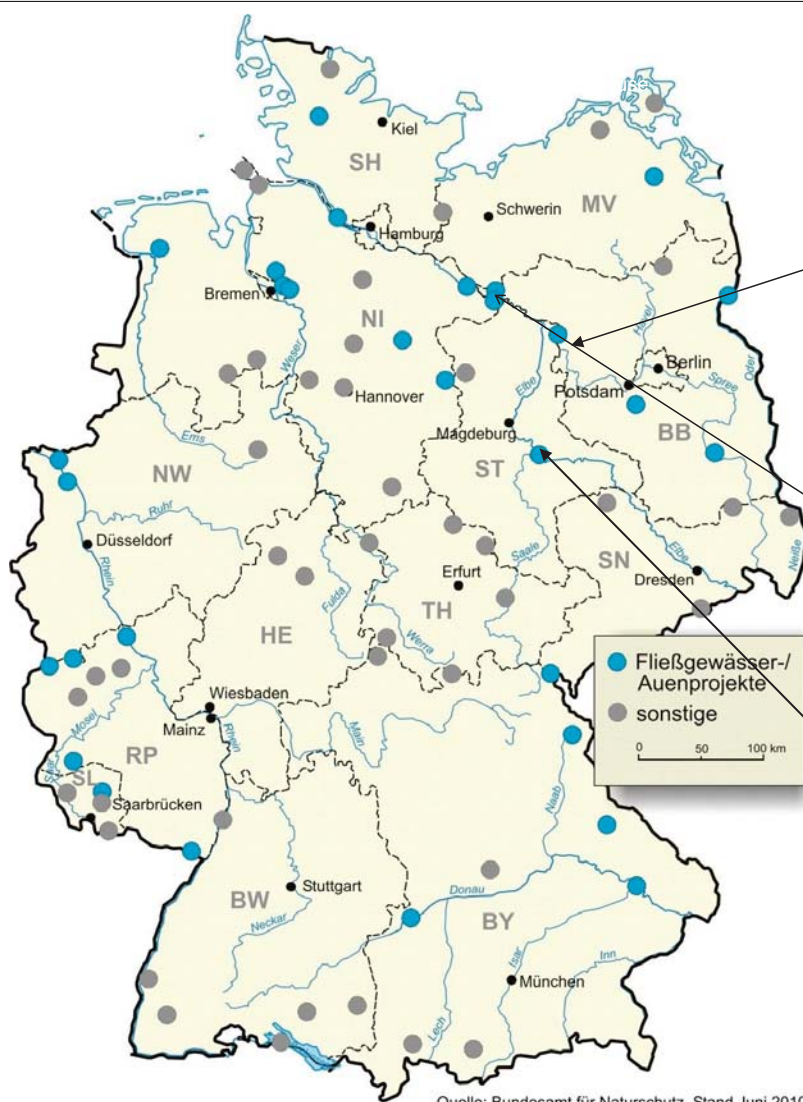 Kiel
SH
Schwerin
MV
Hamburg
Bremen
Weser
NI
Havel
Oder
Berlin
Potsdam
Spree
Hannover
Elbe
Magdeburg
BB
Ems
NW
ST
Ruhr
Düsseldorf
Rhein
Saale
SN
Elbe
Neiße
Erfurt
Dresden
Fulda
TH
HE
Werra
Fließgewässer-/
Auenprojekte
sonstige
0 50 100 km
Wiesbaden
Mainz
Mosel
Rhein
Main
RP
Saar
SL
Saarbrücken
Naab
Stuttgart
BW
Neckar
Donau
BY
Isar
Inn
München
Lech
Quelle: Bundesamt für Naturschutz, Stand Juni 2010